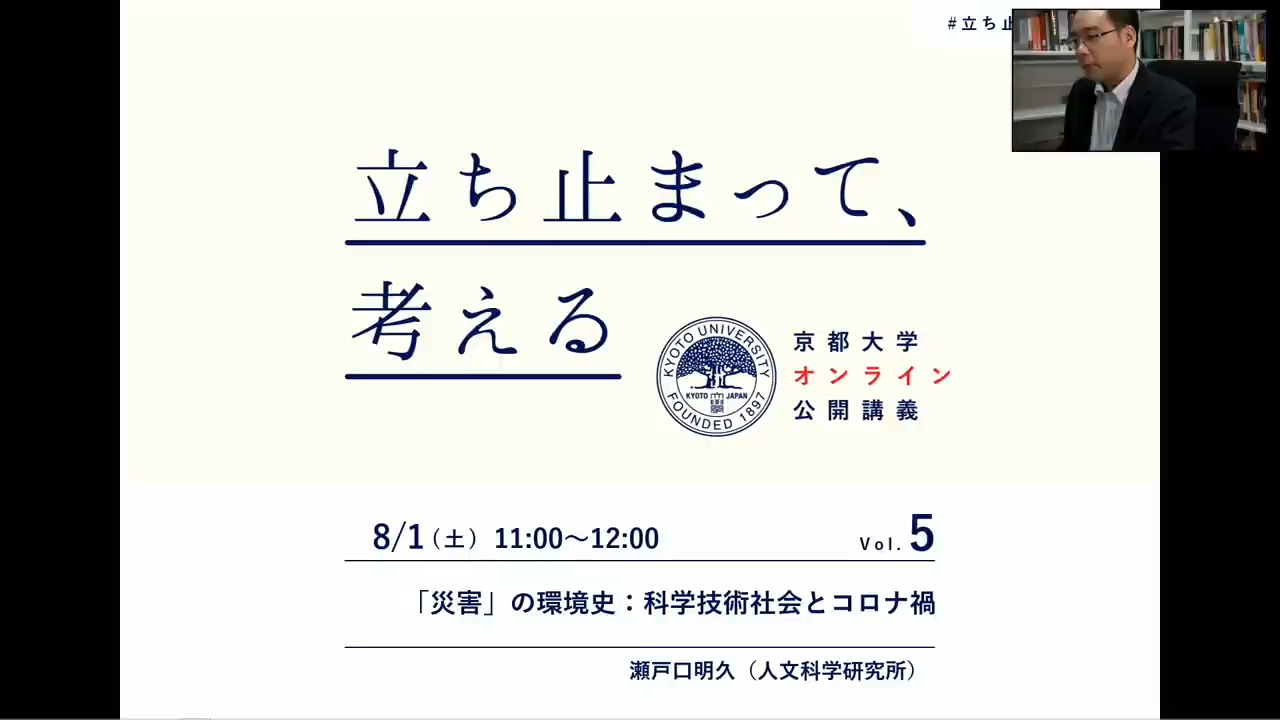 #立ち止
立ち止まって、
考える
KYOTO UNIVERSITY
KYOTO JAPAN
FOUNDED 1897
京都大学
オンライン
公開講義
8/1(土) 11:00〜12:00
Vol. 5
「災害」の環境史：科学技術社会とコロナ禍
瀬戸口明久（人文科学研究所）